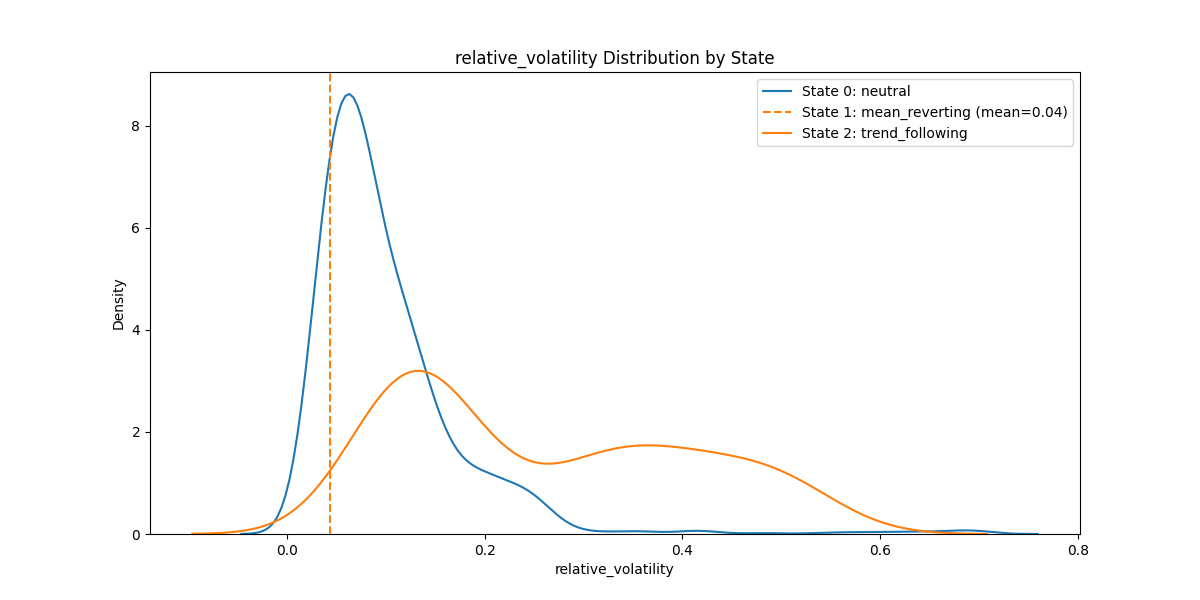 relative_volatility Distribution by State
State 0: neutral
State 1: mean_reverting (mean=0.04)
State 2: trend_following
Density
8
6
4
2
0
0.0 0.2 0.4 0.6 0.8
relative_volatility